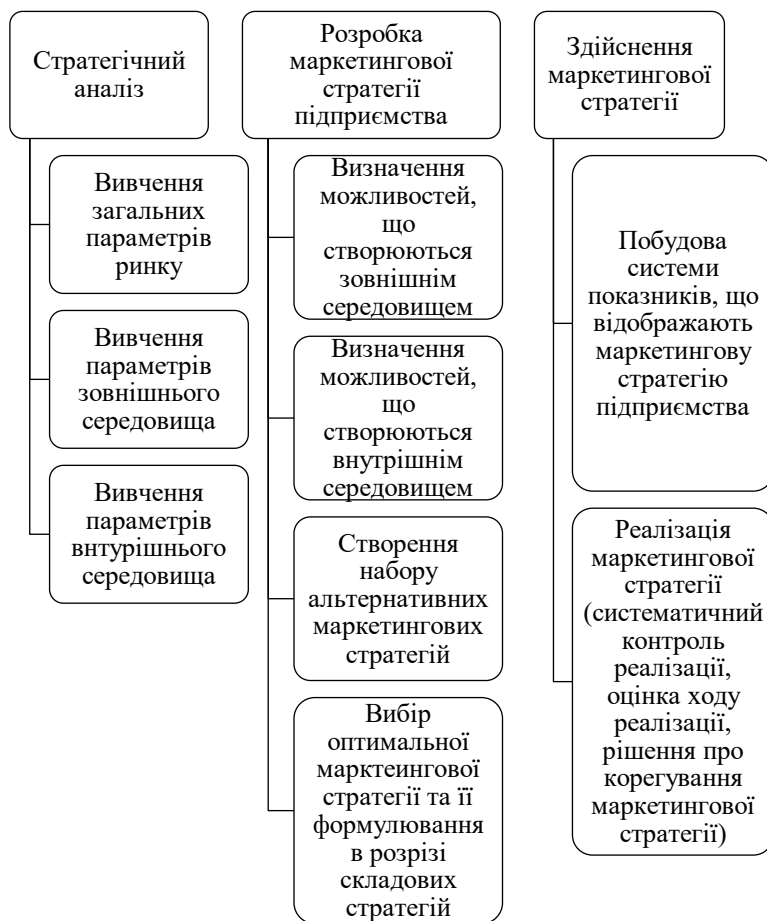 Стратегічний
аналіз
Вивчення
загальних
параметрів
ринку
Вивчення
параметрів
зовнішнього
середовища
Вивчення
параметрів
внтурішнього
середовища
Розробка
маркетингової
стратегії
підприємства
Визначення
можливостей,
що
створюються
зовнішнім
середовищем
Визначення
можливостей,
що
створюються
внутрішнім
середовищем
Створення
набору
альтернативних
маркетингових
стратегій
Вибір
оптимальної
марктеингової
стратегії та її
формулювання
в розрізі
складових
стратегій
Здійснення
маркетингової
стратегії
Побудова
системи
показників, що
відображають
маркетингову
стратегію
підприємства
Реалізація
маркетингової
стратегії
(систематичний
контроль
реалізації,
оцінка ходу
реалізації,
рішення про
корегування
маркетингової
стратегії)